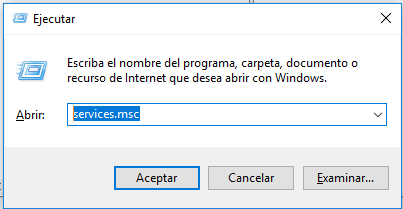 Ejecutar
Escriba el nombre del programa, carpeta, documento o
recurso de Internet que desea abrir con Windows.
Abrir: services.msc
Aceptar Cancelar Examinar...